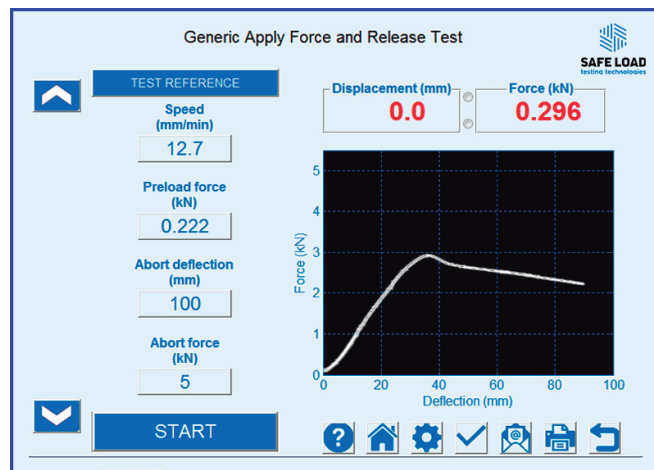 Generic Apply Force and Release Test
SAFE LOAD
testing technologies
TEST REFERENCE
Speed
(mm/min)
12.7
Preload force
(kN)
0.222
Abort deflection
(mm)
100
Abort force
(kN)
5
START
Displacement (mm)
0.0
Force (kN)
0.296
Force (kN)
5
4
3
2
1
0
0 20 40 60 80 100
Deflection (mm)
?
@